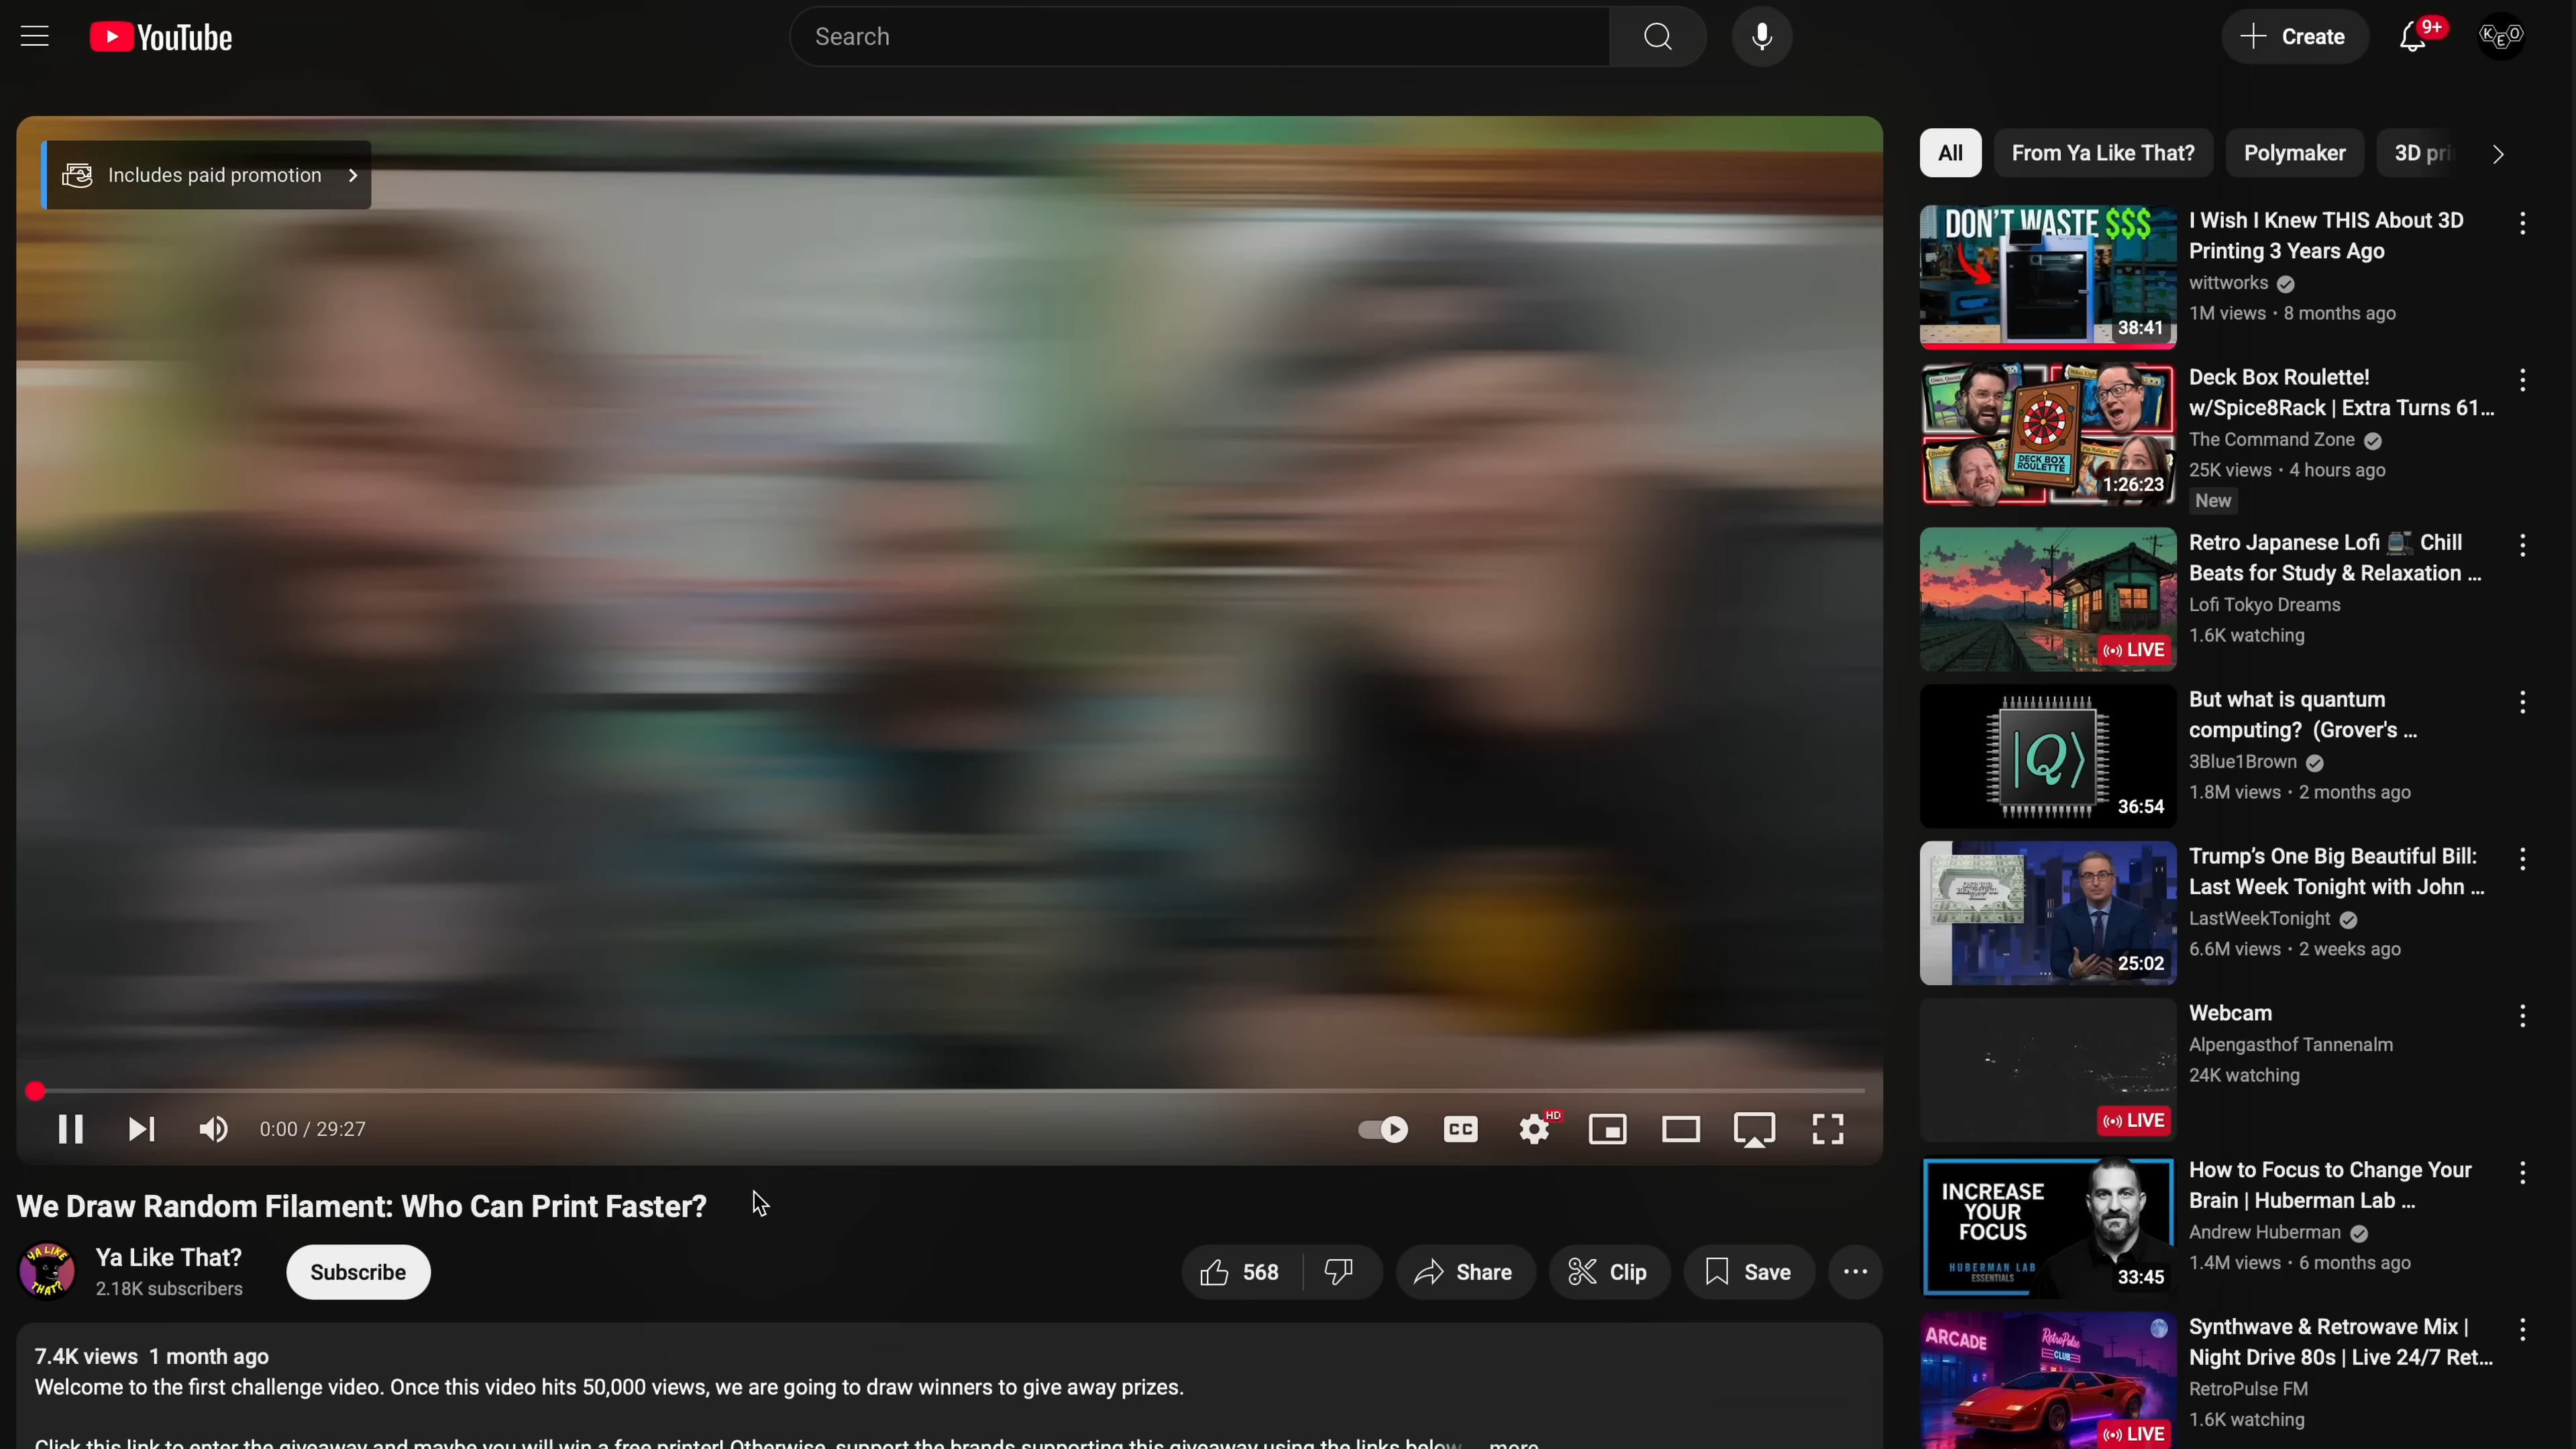 YouTube
Search
Create
9+
KEO
Includes paid promotion
0:00 / 29:27
CC
HD
We Draw Random Filament: Who Can Print Faster?
YA LIKE THAT?
Ya Like That?
2.18K subscribers
Subscribe
568
Share
Clip
Save
7.4K views 1 month ago
Welcome to the first challenge video. Once this video hits 50,000 views, we are going to draw winners to give away prizes.
Click this link to enter the giveaway and maybe you will win a free printer! Otherwise, support the brands supporting this giveaway using the links below
...more
All
From Ya Like That?
Polymaker
3D pri
DON'T WASTE $$$
38:41
I Wish I Knew THIS About 3D
Printing 3 Years Ago
wittworks
1M views • 8 months ago
DECK BOX
ROULETTE
1:26:23
Deck Box Roulette!
w/Spice8Rack | Extra Turns 61...
The Command Zone
25K views • 4 hours ago
New
LIVE
Retro Japanese Lofi Chill
Beats for Study & Relaxation ...
Lofi Tokyo Dreams
1.6K watching
|Q⟩
36:54
But what is quantum
computing? (Grover's ...
3Blue1Brown
1.8M views • 2 months ago
25:02
Trump’s One Big Beautiful Bill:
Last Week Tonight with John ...
LastWeekTonight
6.6M views • 2 weeks ago
LIVE
Webcam
Alpengasthof Tannenalm
24K watching
INCREASE
YOUR
FOCUS
HUBERMAN LAB
ESSENTIALS
33:45
How to Focus to Change Your
Brain | Huberman Lab ...
Andrew Huberman
1.4M views • 6 months ago
ARCADE
RetroPulse
CLUB
LIVE
Synthwave & Retrowave Mix |
Night Drive 80s | Live 24/7 Ret...
RetroPulse FM
1.6K watching